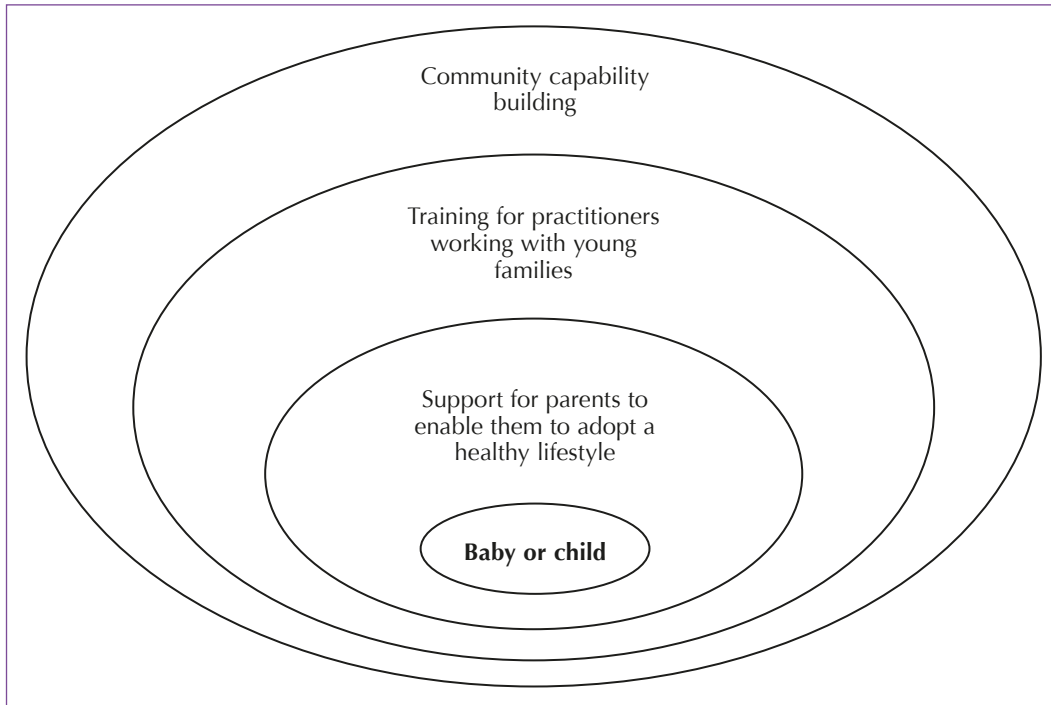 Community capability
building
Training for practitioners
working with young
families
Support for parents to
enable them to adopt a
healthy lifestyle
Baby or child